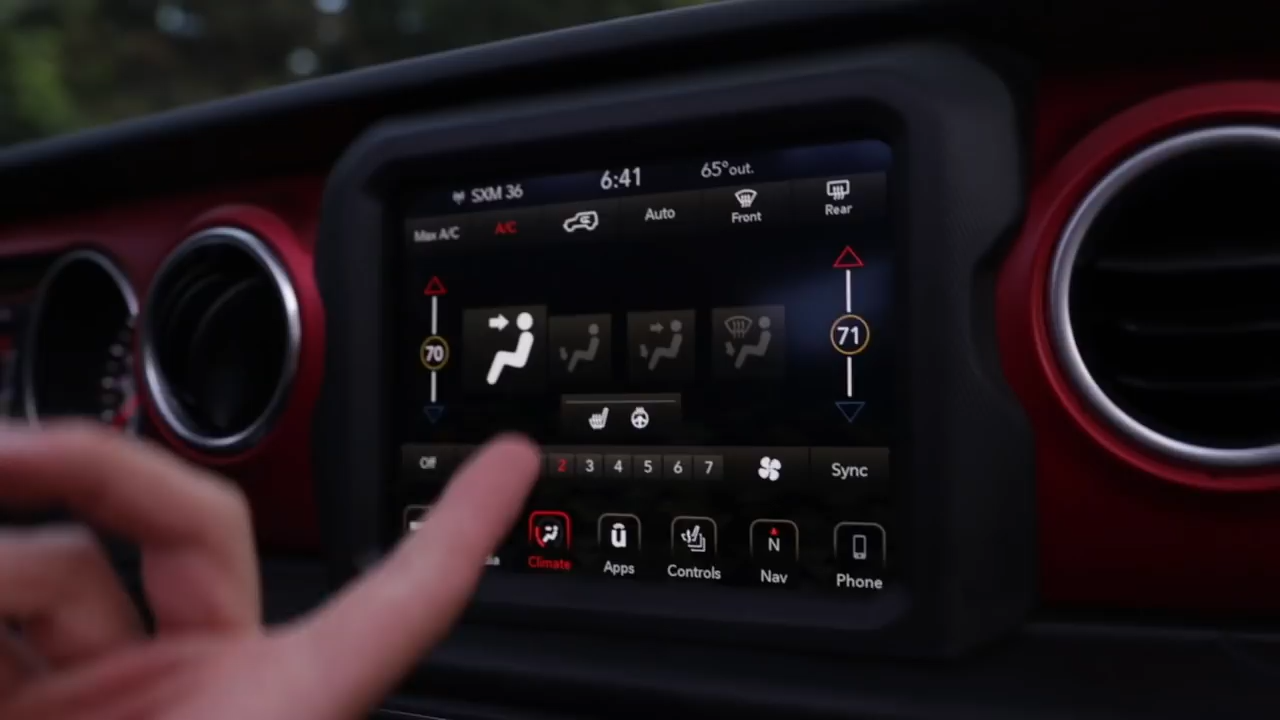 SXM 36 6:41 65°out.
Max A/C A/C Auto Front Rear
70 71
Off 2 3 4 5 6 7 Sync
Climate Apps Controls N Nav Phone